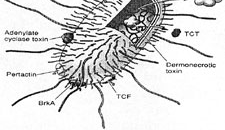 Adenylate
cyclase toxin
TCT
Dermonecrotic
toxin
Pertactin
TCF
BrkA